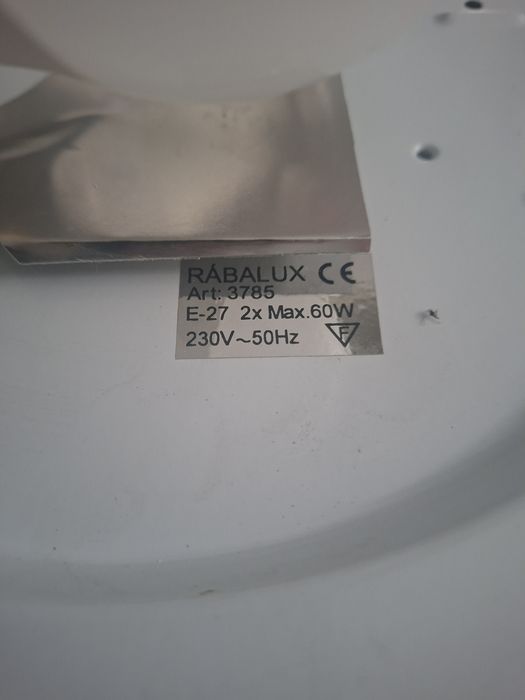 RÁBALUX CE
Art: 3785
E-27 2x Max.60W
230V~50Hz F